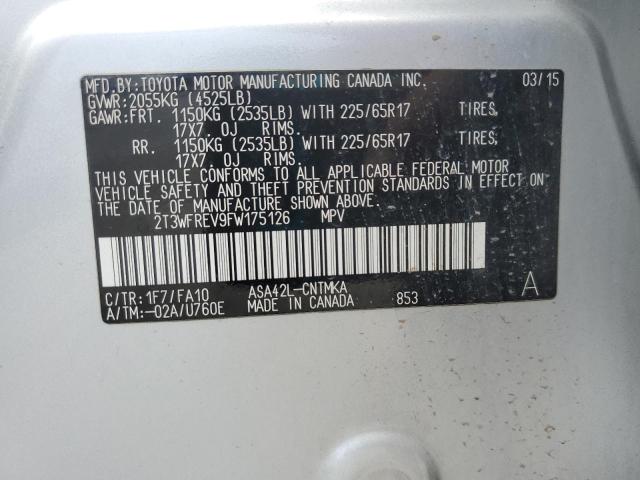 MFD.BY:TOYOTA MOTOR MANUFACTURING CANADA INC. 03/15
GVWR:2055KG (4525LB)
GAWR:FRT. 1150KG (2535LB) WITH 225/65R17 TIRES,
17X7.0J RIMS.
RR. 1150KG (2535LB) WITH 225/65R17 TIRES,
17X7.0J RIMS.
THIS VEHICLE CONFORMS TO ALL APPLICABLE FEDERAL MOTOR
VEHICLE SAFETY AND THEFT PREVENTION STANDARDS IN EFFECT ON
THE DATE OF MANUFACTURE SHOWN ABOVE.
2T3WFREV9FW175126 MPV
C/TR:1F7/FA10 ASA42L-CNTMKA
A/TM:-02A/U760E MADE IN CANADA 853 A